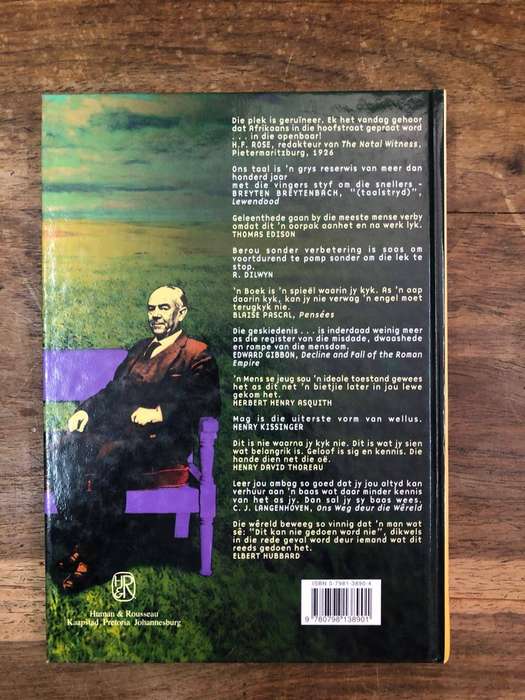 Die plek is geruïneer. Ek het vandag gehoor
dat Afrikaans in die hoofstraat gepraat word
. . . in die openbaar!
H.F. ROSE, redakteur van The Natal Witness,
Pietermaritzburg, 1926
Ons taal is 'n grys reserwis van meer dan
honderd jaar
met die vingers styf om die snellers -
BREYTEN BREYTENBACH, "(taalstryd)",
Lewendood
Geleenthede gaan by die meeste mense verby
omdat dit 'n oorpak aanhet en na werk lyk.
THOMAS EDISON
Berou sonder verbetering is soos om
voortdurend te pomp sonder om die lek te
stop.
R. DILWYN
'n Boek is 'n spieël waarin jy kyk. As 'n aap
daarin kyk, kan jy nie verwag 'n engel moet
terugkyk nie.
BLAISE PASCAL, Pensées
Die geskiedenis . . . is inderdaad weinig meer
as die register van die misdade, dwaashede
en rampe van die mensdom.
EDWARD GIBBON, Decline and Fall of the Roman
Empire
'n Mens se jeug sou 'n ideale toestand gewees
het as dit net 'n bietjie later in jou lewe
gekom het.
HERBERT HENRY ASQUITH
Mag is die uiterste vorm van wellus.
HENRY KISSINGER
Dit is nie waarna jy kyk nie. Dit is wat jy sien
wat belangrik is. Geloof is sig en kennis. Die
hande dien net die oë.
HENRY DAVID THOREAU
Leer jou ambag so goed dat jy jou altyd kan
verhuur aan 'n baas wat daar minder kennis
van het as jy. Dan sal jy sy baas wees.
C. J. LANGENHOVEN, Ons Weg deur die Wêreld
Die wêreld beweeg so vinnig dat 'n man wat
sê: "Dit kan nie gedoen word nie", dikwels
in die rede geval word deur iemand wat dit
reeds gedoen het.
ELBERT HUBBARD
H&R
Human & Rousseau
Kaapstad Pretoria Johannesburg
ISBN 0-7981-3890-4
9 780798 138901